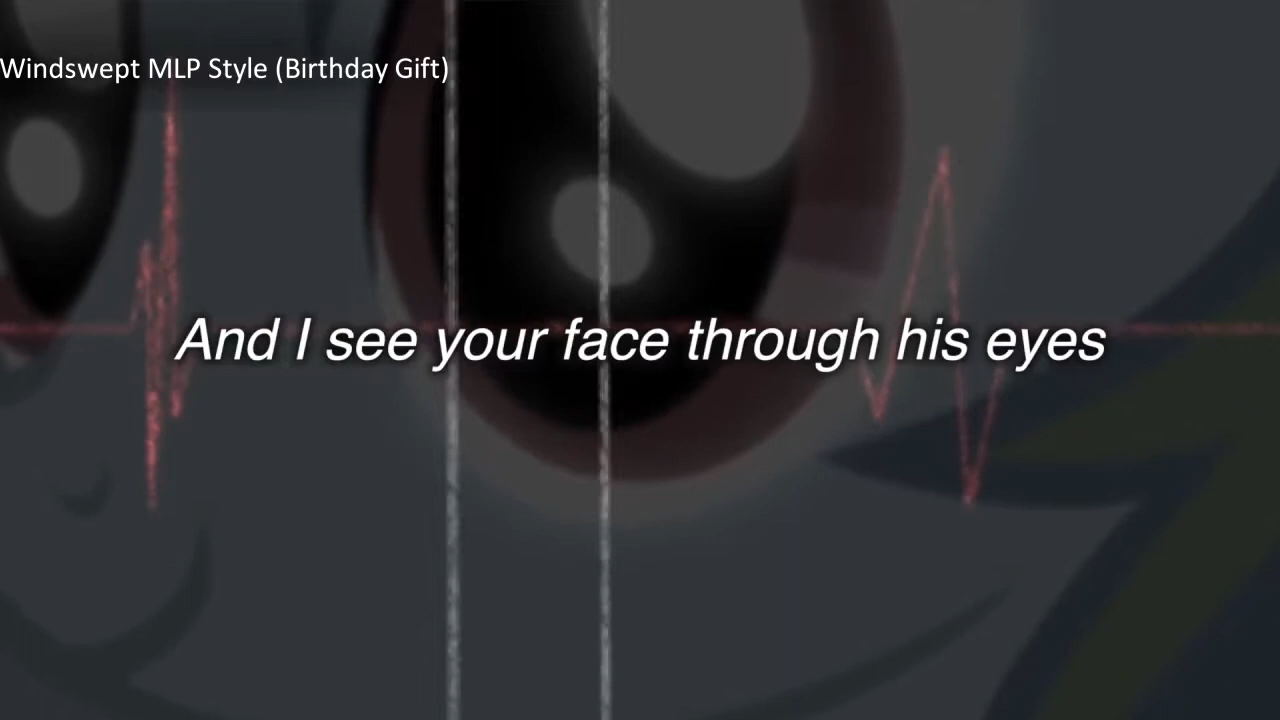 Windswept MLP Style (Birthday Gift)
And I see your face through his eyes